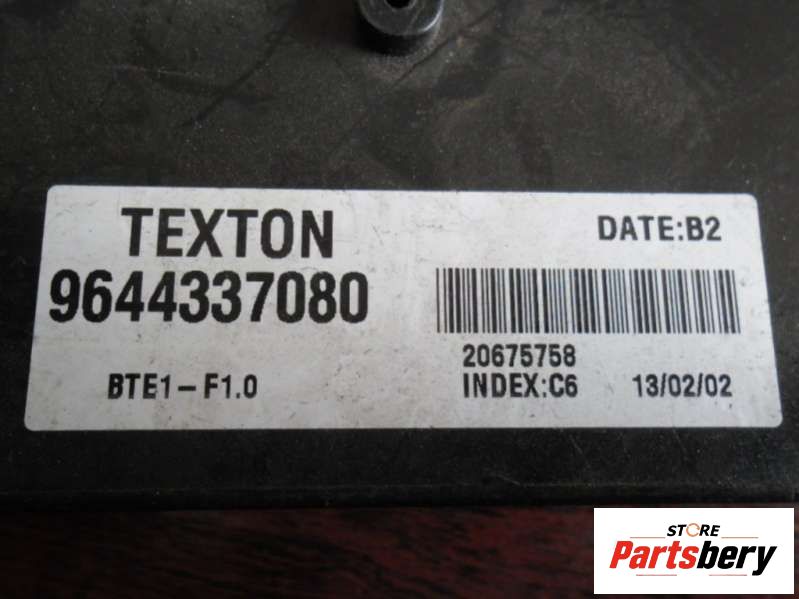 TEXTON
9644337080
BTE1-F1.0
DATE:B2
20675758
INDEX:C6 13/02/02
STORE
Partsbery